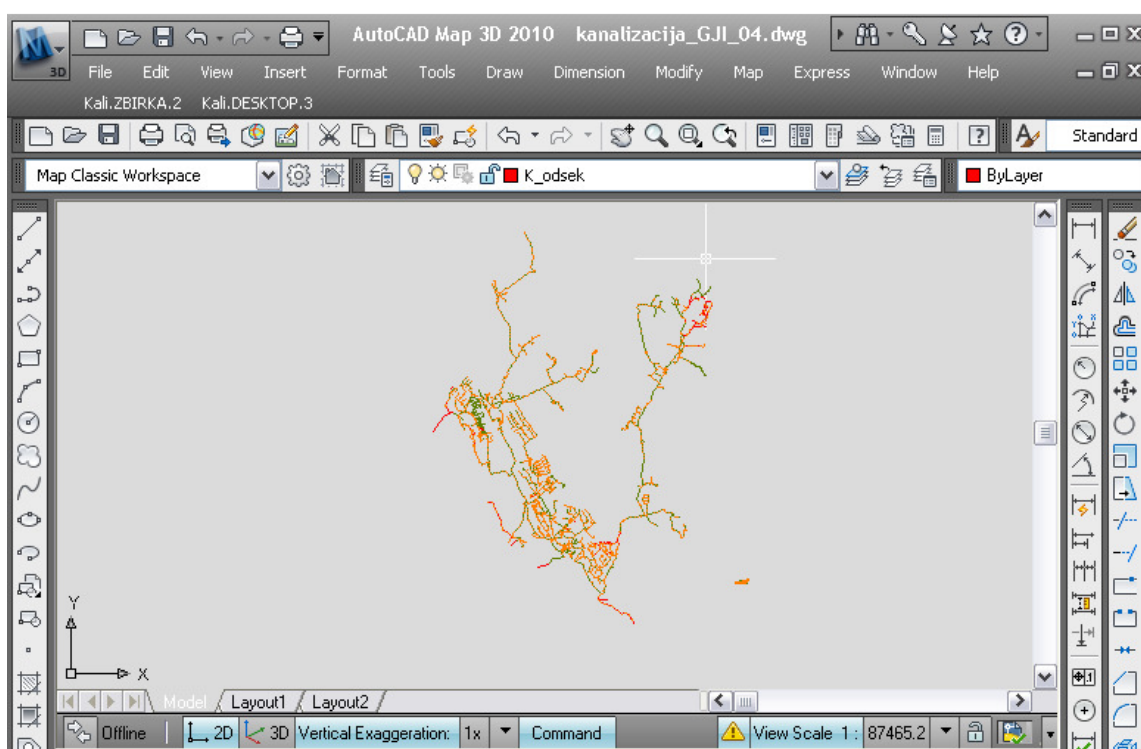 AutoCAD Map 3D 2010 kanalizacija_GJI_04.dwg
3D File Edit View Insert Format Tools Draw Dimension Modify Map Express Window Help
Kali.ZBIRKA.2 Kali.DESKTOP.3
Standard
Map Classic Workspace K_odsek ByLayer
Y
X
Model Layout1 Layout2
Offline 2D 3D Vertical Exaggeration: 1x Command View Scale 1: 87465.2